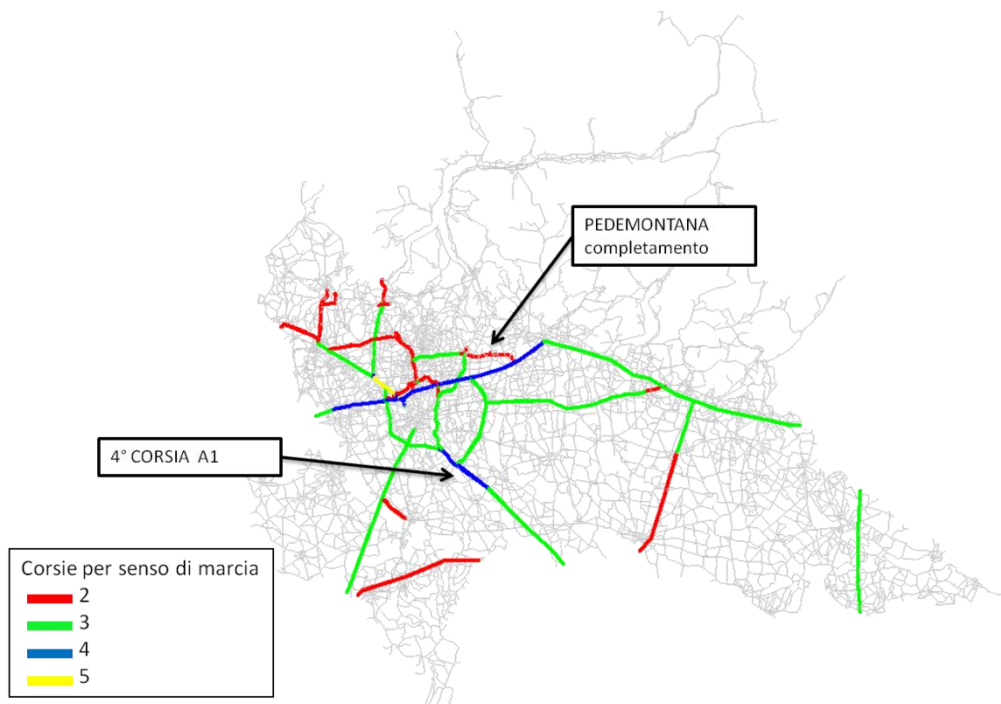 PEDEMONTANA
completamento
4° CORSIA A1
Corsie per senso di marcia
2
3
4
5